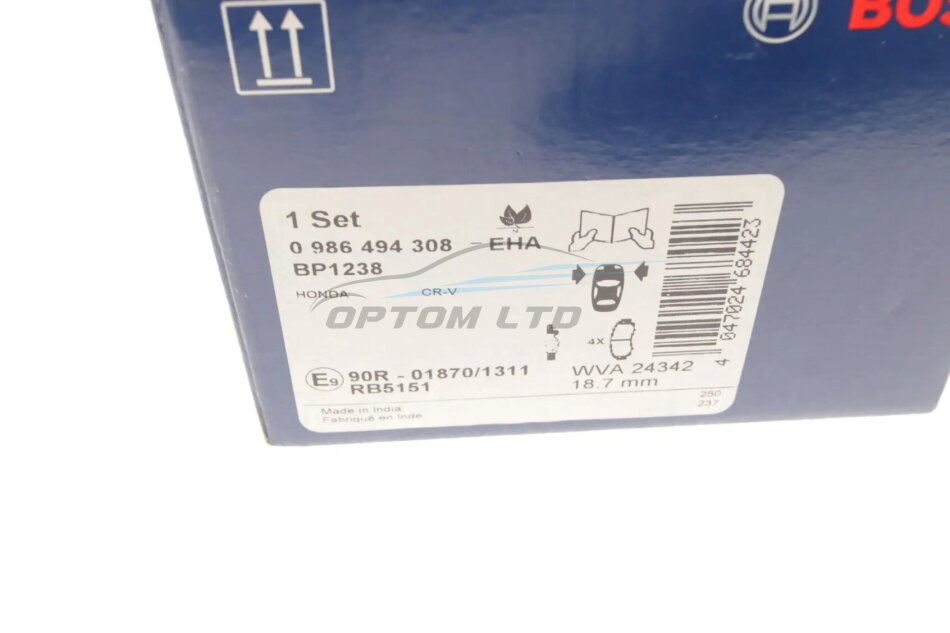 BOS
1 Set
0 986 494 308 - EHA
BP1238
HONDA CR-V
OPTOM LTD
4X
E9 90R - 01870/1311
RB5151
WVA 24342
18.7 mm
Made in India
Fabriqué en Inde
250
237
4 047024 684423